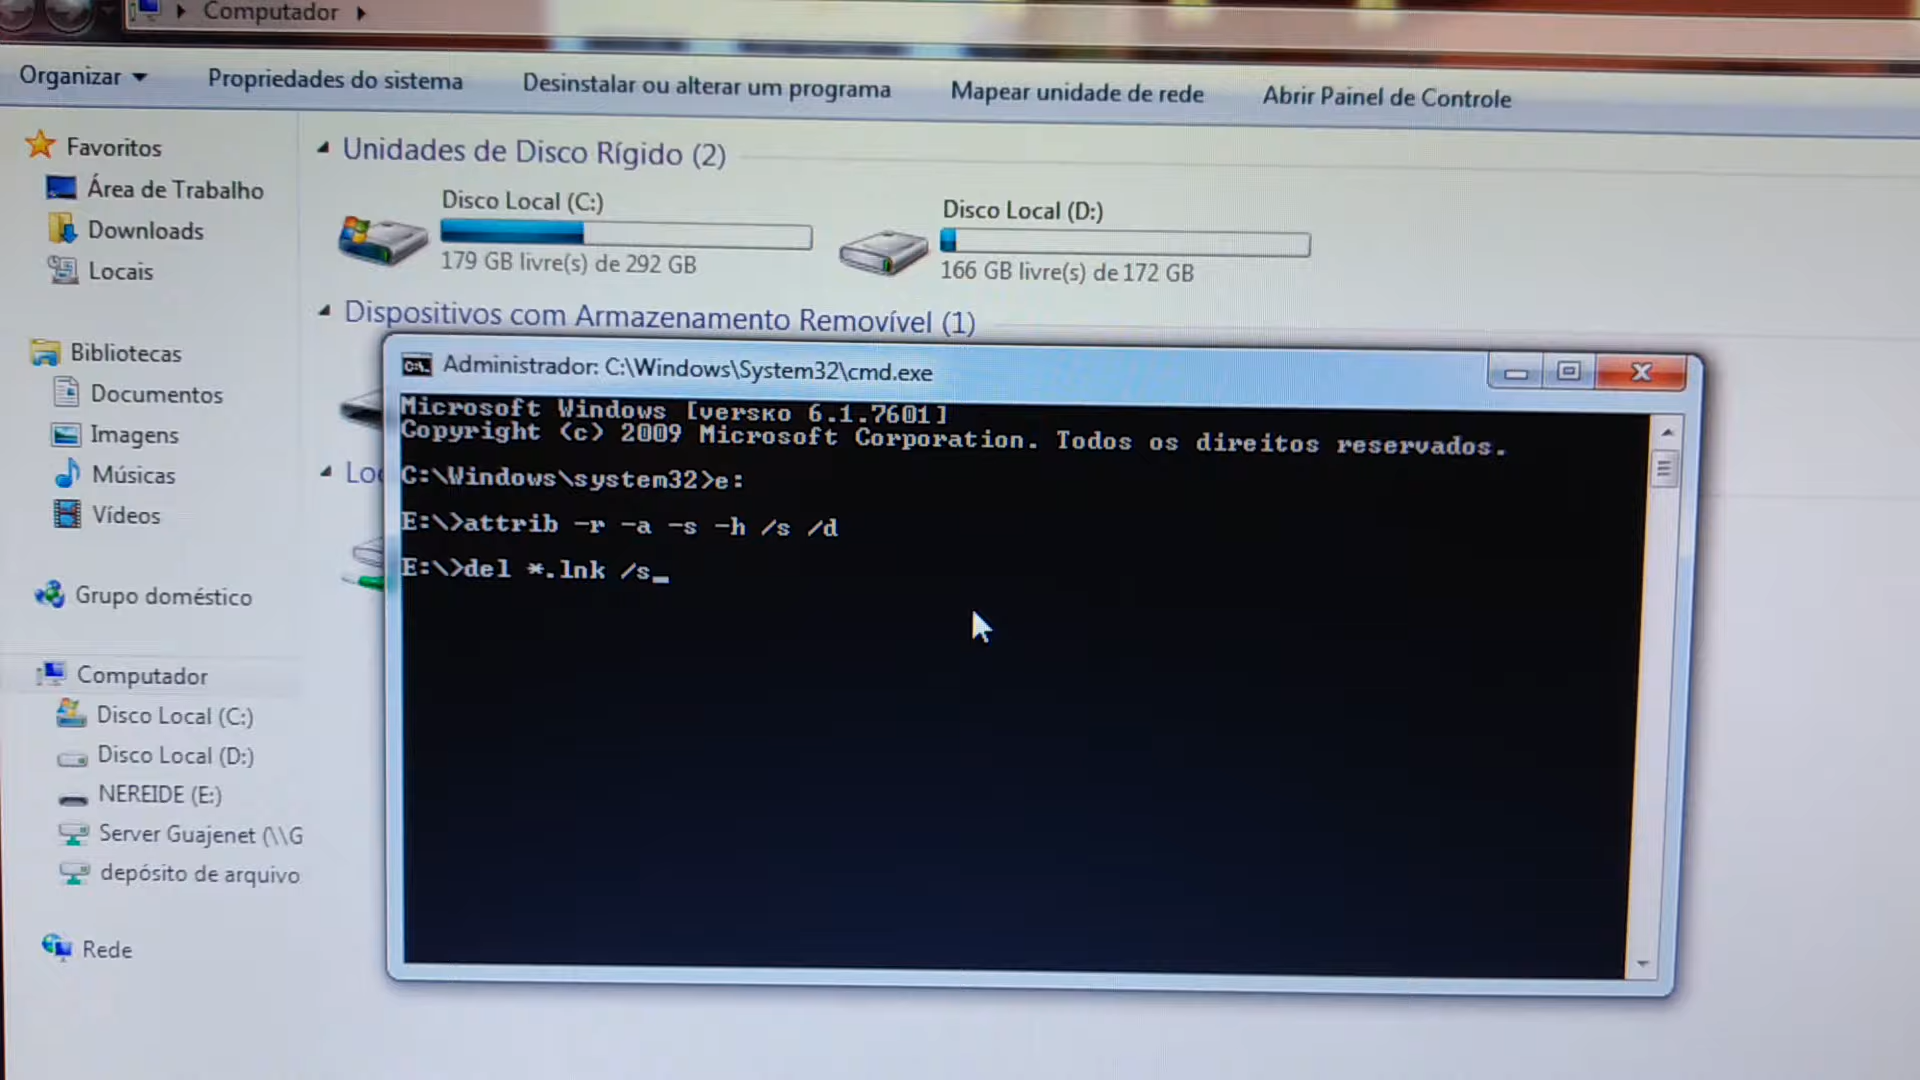 Computador
Organizar
Propriedades do sistema
Desinstalar ou alterar um programa
Mapear unidade de rede
Abrir Painel de Controle
Favoritos
Área de Trabalho
Downloads
Locais
Bibliotecas
Documentos
Imagens
Músicas
Vídeos
Grupo doméstico
Computador
Disco Local (C:)
Disco Local (D:)
NEREIDE (E:)
Server Guajenet (\\G
depósito de arquivo
Rede
Unidades de Disco Rígido (2)
Disco Local (C:)
179 GB livre(s) de 292 GB
Disco Local (D:)
166 GB livre(s) de 172 GB
Dispositivos com Armazenamento Removível (1)
Lo
Administrador: C:\Windows\System32\cmd.exe
Microsoft Windows [versкo 6.1.7601]
Copyright (c) 2009 Microsoft Corporation. Todos os direitos reservados.
C:\Windows\system32>e:
E:\>attrib -r -a -s -h /s /d
E:\>del *.lnk /s_